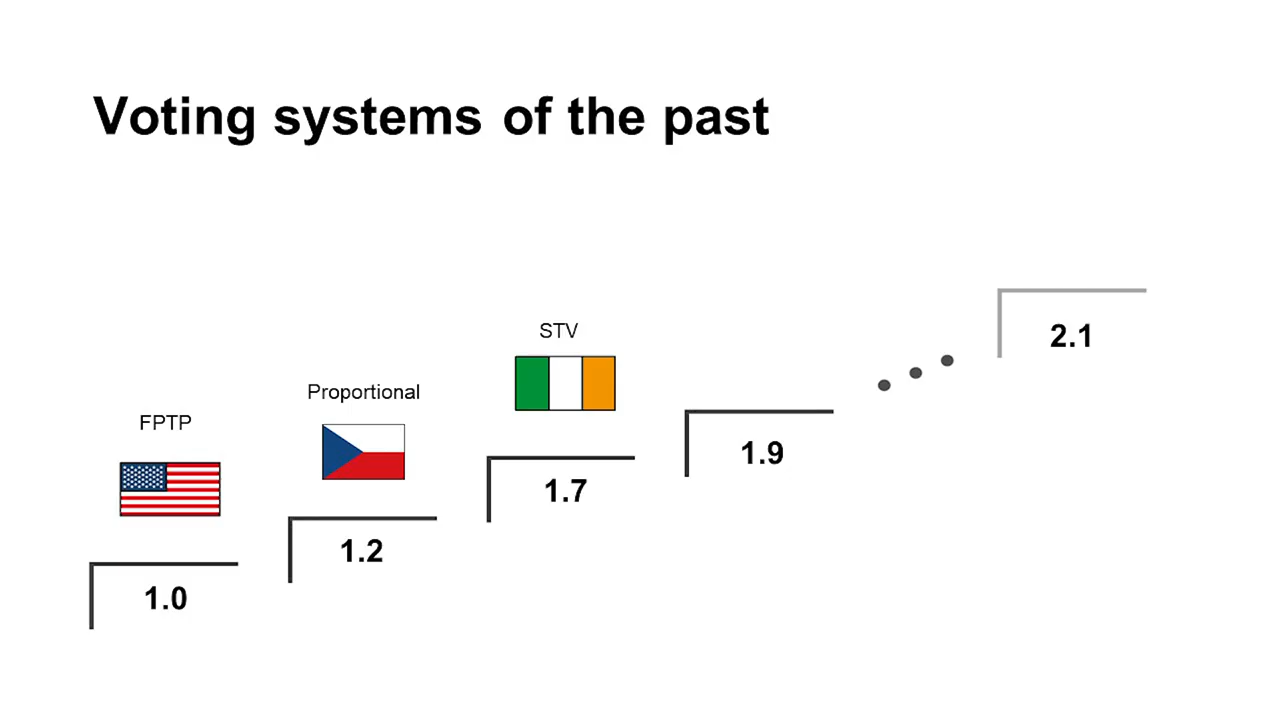 Voting systems of the past
FPTP
1.0
Proportional
1.2
STV
1.7
1.9
2.1